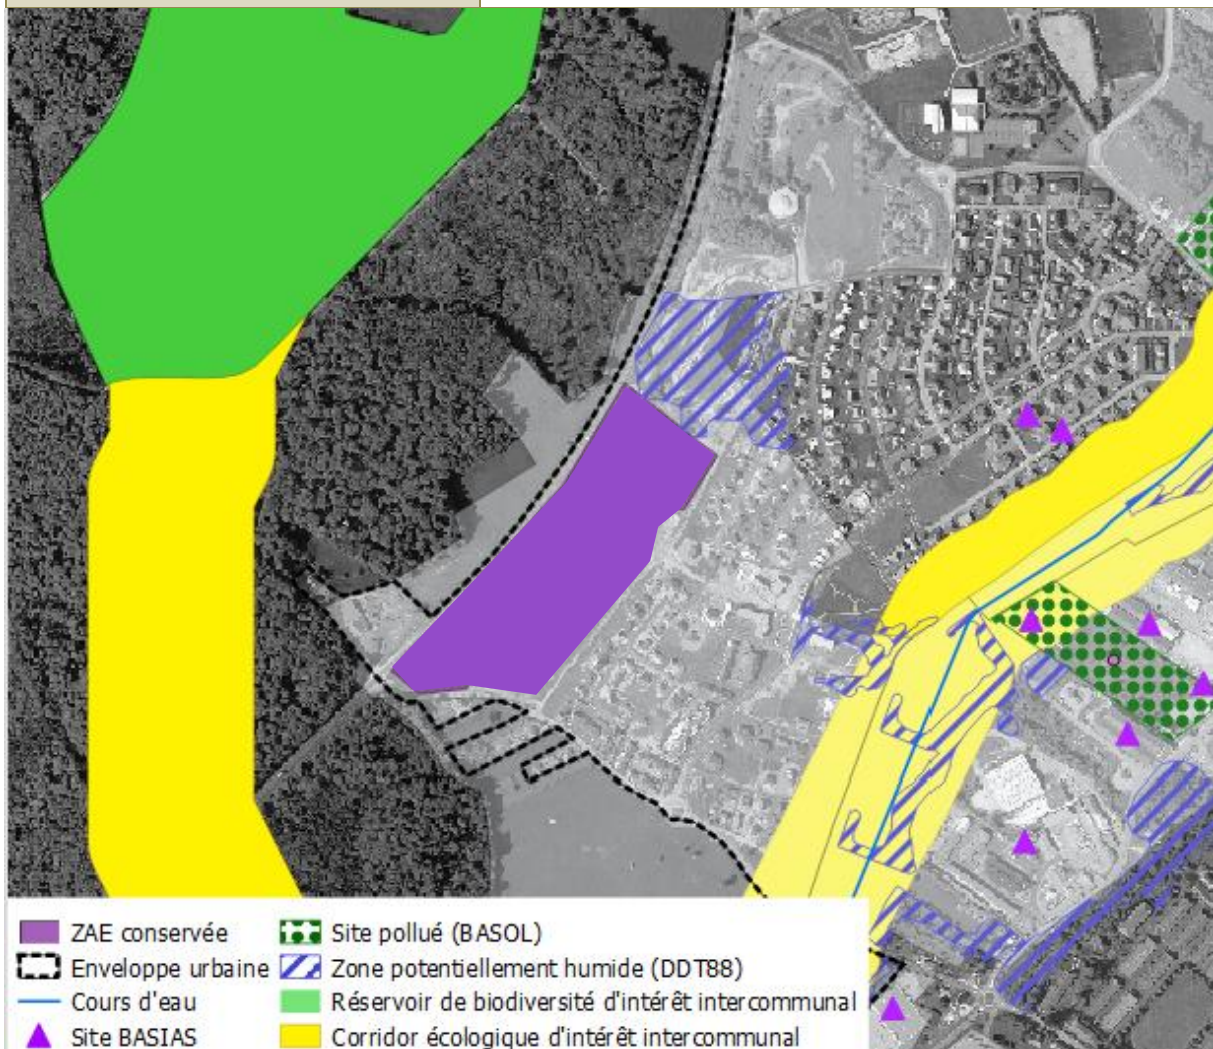 ZAE conservée
Site pollué (BASOL)
Enveloppe urbaine
Zone potentiellement humide (DDT88)
Cours d'eau
Réservoir de biodiversité d'intérêt intercommunal
Site BASIAS
Corridor écologique d'intérêt intercommunal